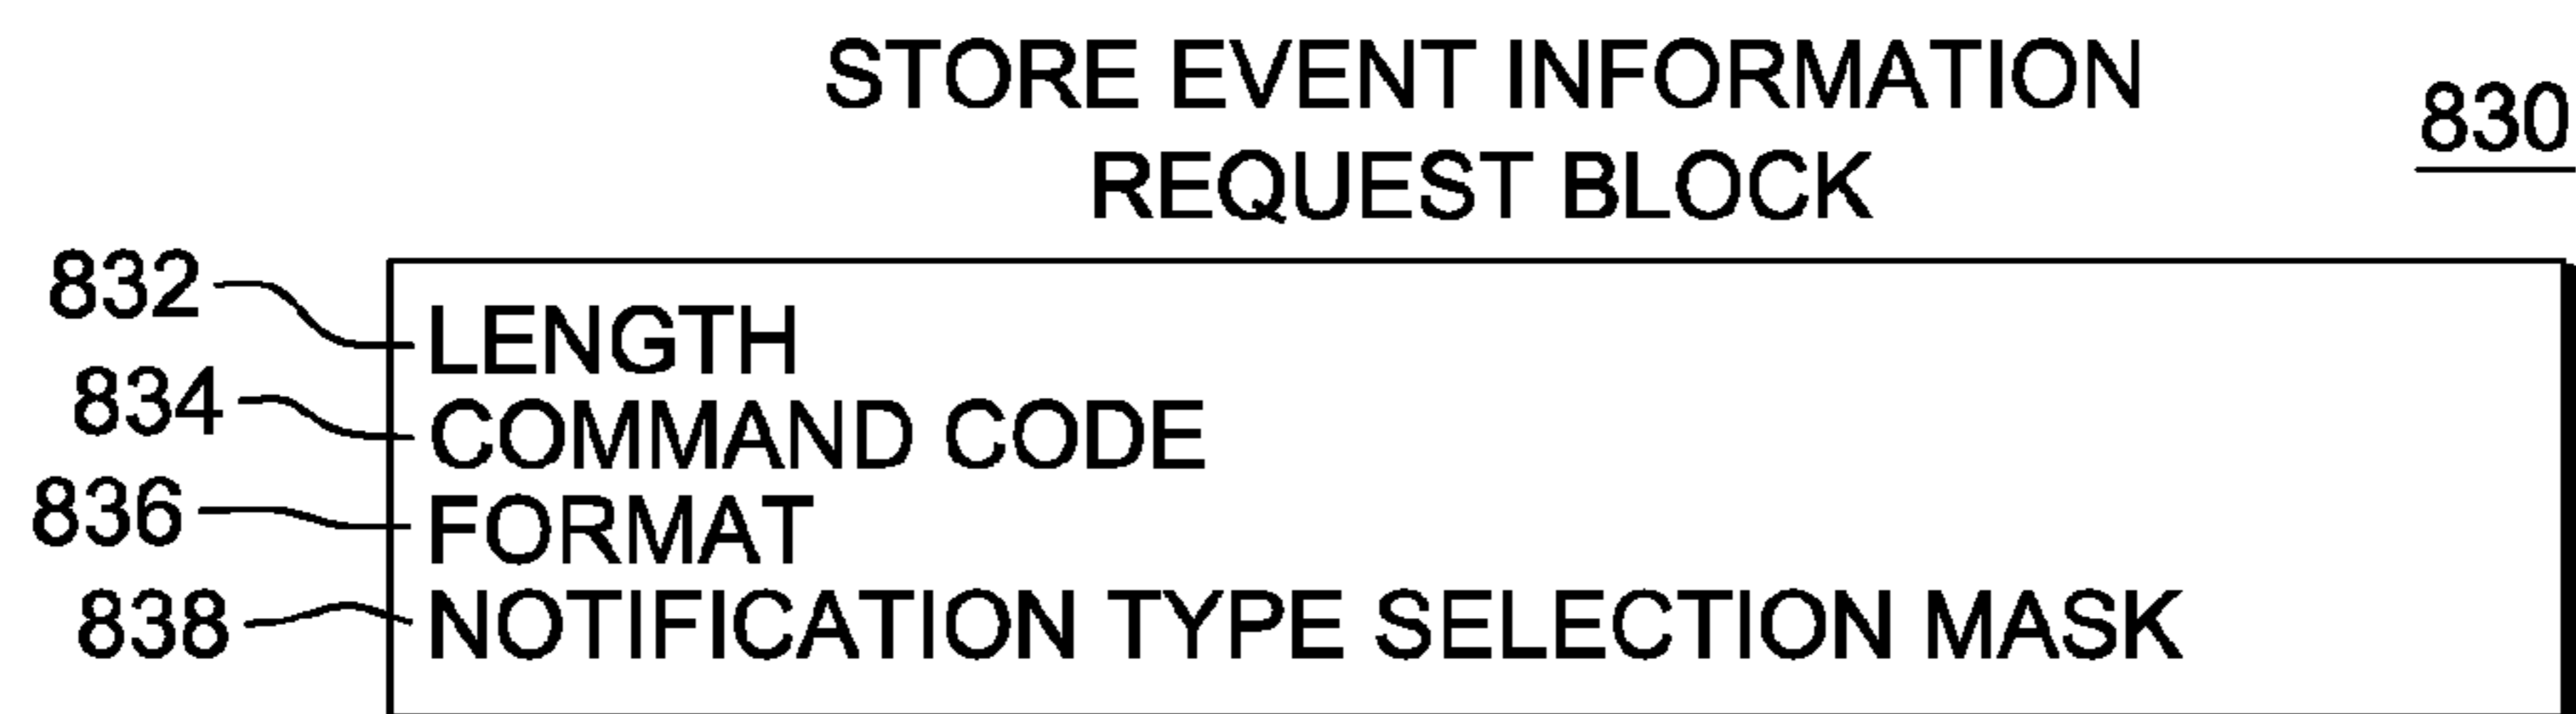 STORE EVENT INFORMATION
REQUEST BLOCK
830
832 LENGTH
834 COMMAND CODE
836 FORMAT
838 NOTIFICATION TYPE SELECTION MASK